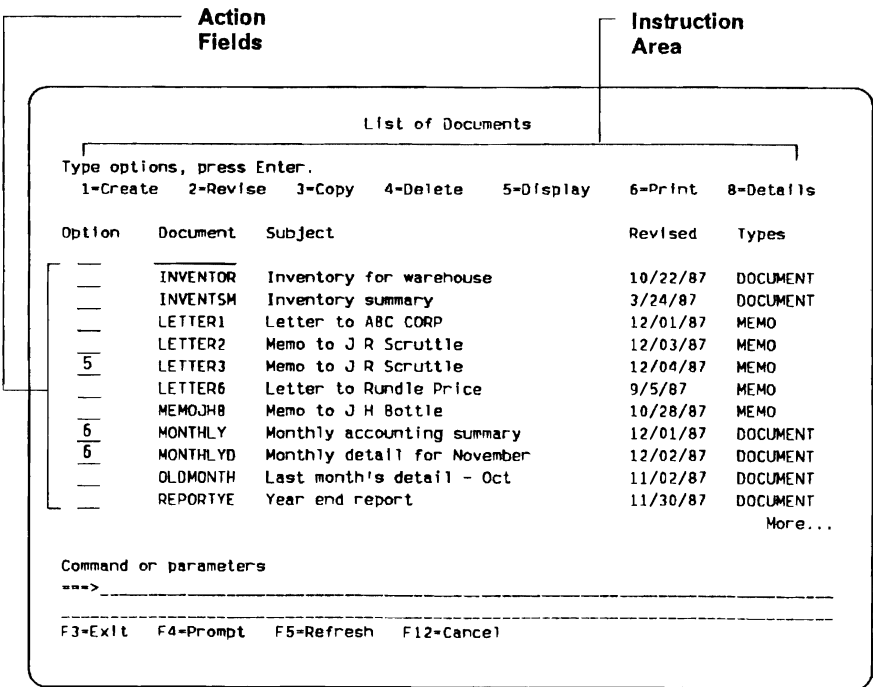 Action Fields
Instruction Area
List of Documents
Type options, press Enter.
1=Create 2=Revise 3=Copy 4=Delete 5=Display 6=Print 8=Details
Option Document Subject Revised Types
INVENTOR Inventory for warehouse 10/22/87 DOCUMENT
INVENTSM Inventory summary 3/24/87 DOCUMENT
LETTER1 Letter to ABC CORP 12/01/87 MEMO
LETTER2 Memo to J R Scruttle 12/03/87 MEMO
5 LETTER3 Memo to J R Scruttle 12/04/87 MEMO
LETTER6 Letter to Rundle Price 9/5/87 MEMO
MEMOJHB Memo to J H Bottle 10/28/87 MEMO
6 MONTHLY Monthly accounting summary 12/01/87 DOCUMENT
6 MONTHLYD Monthly detail for November 12/02/87 DOCUMENT
OLDMONTH Last month's detail - Oct 11/02/87 DOCUMENT
REPORTYE Year end report 11/30/87 DOCUMENT
More...
Command or parameters
===>
F3=Exit F4=Prompt F5=Refresh F12=Cancel